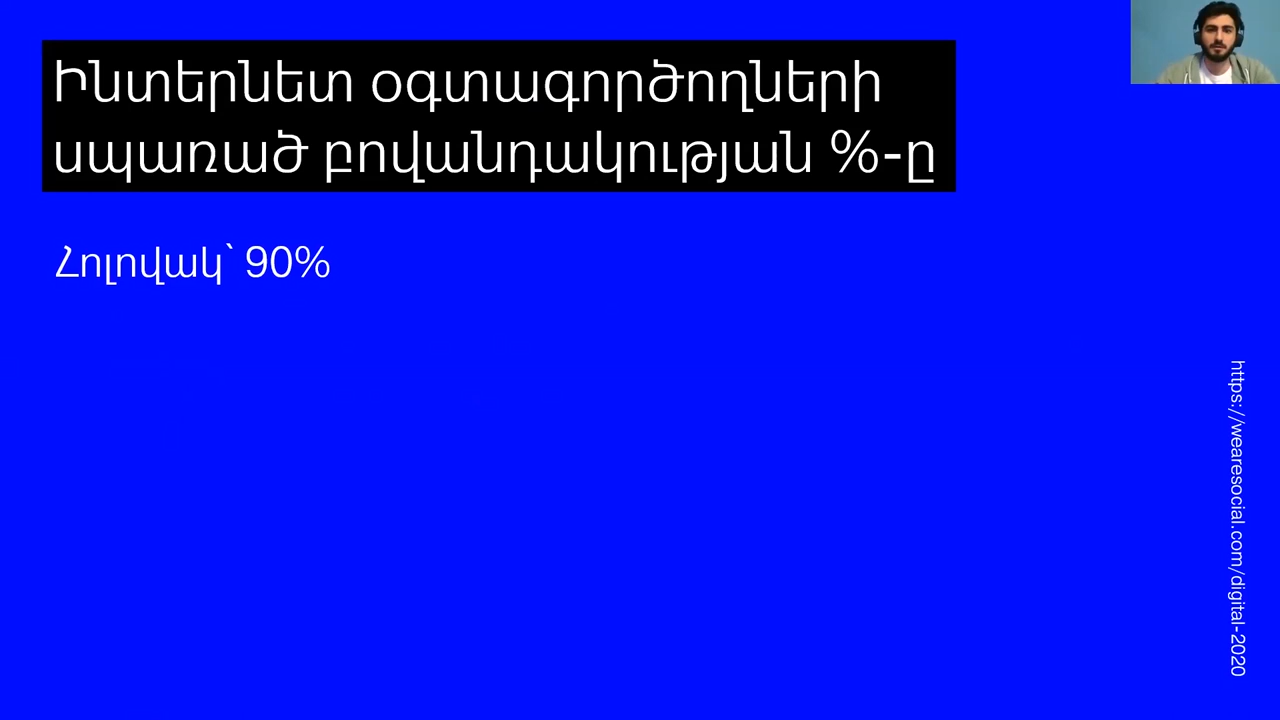 Ինտերնետ օգտագործողների
սպառած բովանդակության %-ը
Հոլովակ՝ 90%
https://wearesocial.com/digital-2020